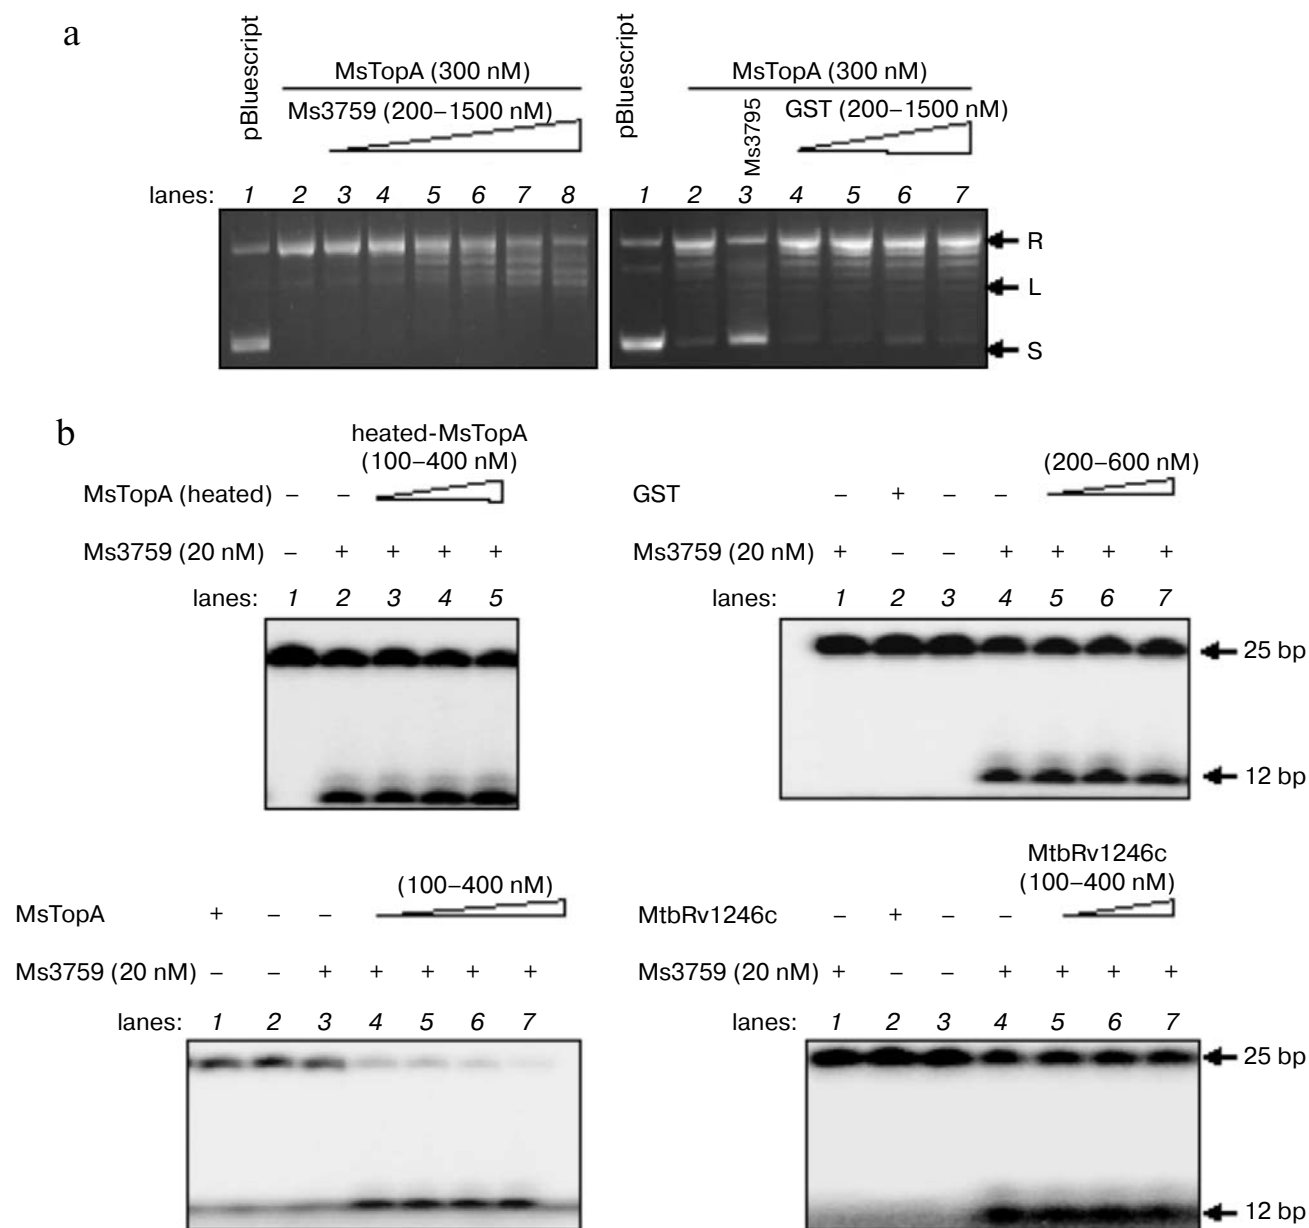 a
pBluescript
MsTopA (300 nM)
Ms3759 (200–1500 nM)
lanes: 1 2 3 4 5 6 7 8
pBluescript
MsTopA (300 nM)
Ms3795
GST (200–1500 nM)
1 2 3 4 5 6 7
R
L
S
b
heated-MsTopA
(100–400 nM)
MsTopA (heated) – –
Ms3759 (20 nM) – + + + +
lanes: 1 2 3 4 5
(200–600 nM)
GST – + – –
Ms3759 (20 nM) + – – + + + +
lanes: 1 2 3 4 5 6 7
25 bp
12 bp
(100–400 nM)
MsTopA + – –
Ms3759 (20 nM) – – + + + + +
lanes: 1 2 3 4 5 6 7
MtbRv1246c
(100–400 nM)
MtbRv1246c – + – –
Ms3759 (20 nM) + – – + + + +
lanes: 1 2 3 4 5 6 7
25 bp
12 bp